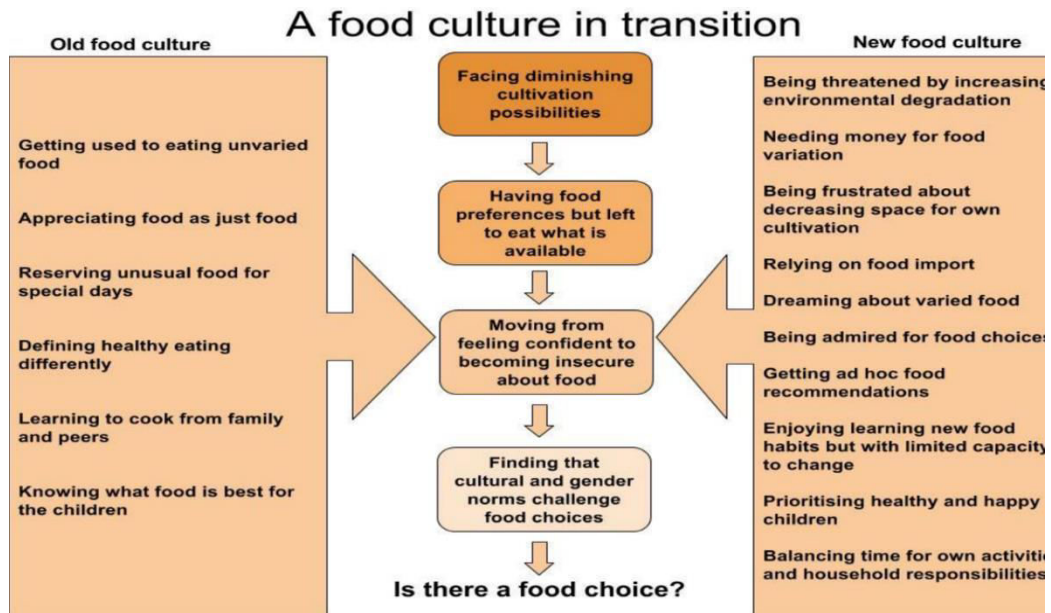 A food culture in transition
Old food culture
Getting used to eating unvaried
food
Appreciating food as just food
Reserving unusual food for
special days
Defining healthy eating
differently
Learning to cook from family
and peers
Knowing what food is best for
the children
Facing diminishing
cultivation
possibilities
Having food
preferences but left
to eat what is
available
Moving from
feeling confident to
becoming insecure
about food
Finding that
cultural and gender
norms challenge
food choices
Is there a food choice?
New food culture
Being threatened by increasing
environmental degradation
Needing money for food
variation
Being frustrated about
decreasing space for own
cultivation
Relying on food import
Dreaming about varied food
Being admired for food choices
Getting ad hoc food
recommendations
Enjoying learning new food
habits but with limited capacity
to change
Prioritising healthy and happy
children
Balancing time for own activitie
and household responsibilities